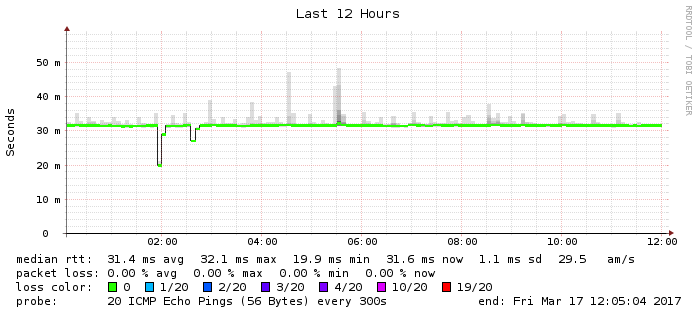 Last 12 Hours
RRDTOOL / TOBI OETIKER
Seconds
50 m
40 m
30 m
20 m
10 m
0
02:00 04:00 06:00 08:00 10:00 12:00
median rtt: 31.4 ms avg 32.1 ms max 19.9 ms min 31.6 ms now 1.1 ms sd 29.5 am/s
packet loss: 0.00 % avg 0.00 % max 0.00 % min 0.00 % now
loss color: 0 1/20 2/20 3/20 4/20 10/20 19/20
probe: 20 ICMP Echo Pings (56 Bytes) every 300s end: Fri Mar 17 12:05:04 2017